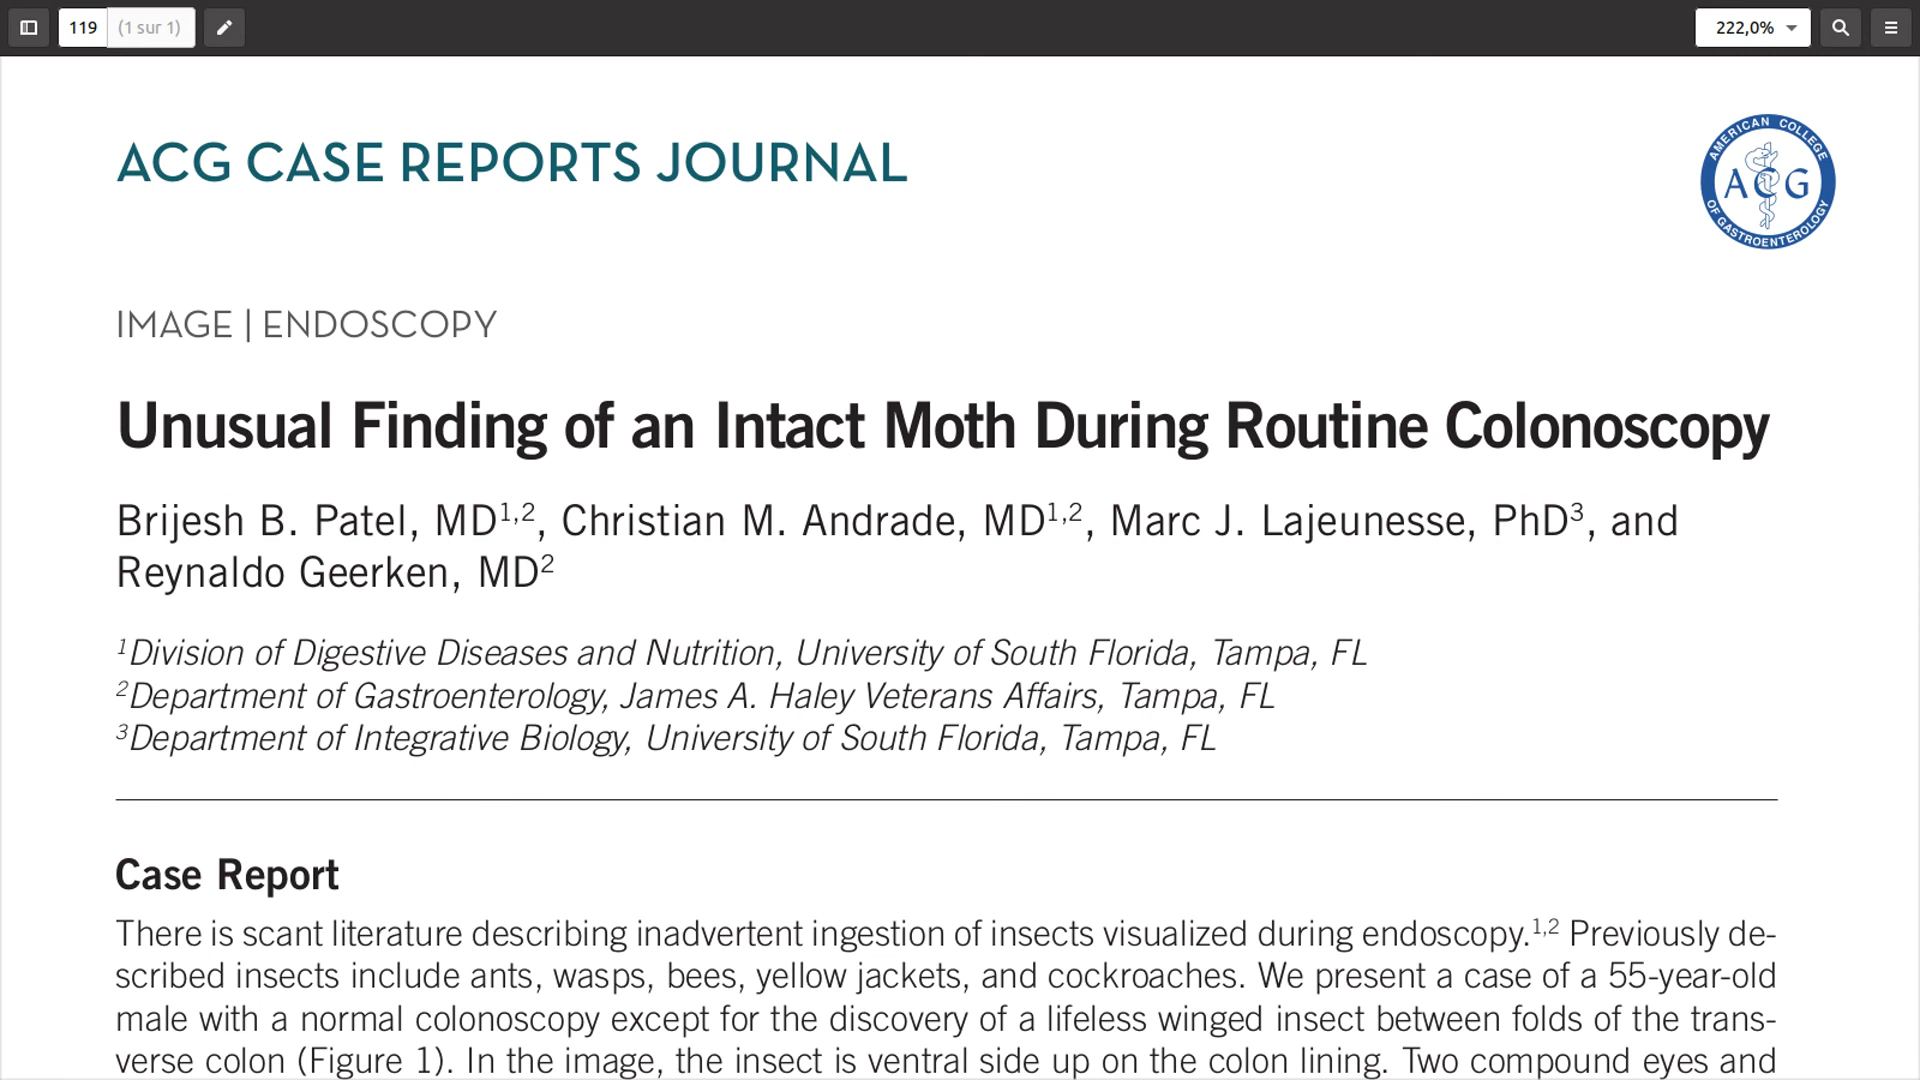 119 (1 sur 1) 222,0%
ACG CASE REPORTS JOURNAL
AMERICAN COLLEGE
ACG
OF GASTROENTEROLOGY
IMAGE | ENDOSCOPY
Unusual Finding of an Intact Moth During Routine Colonoscopy
Brijesh B. Patel, MD1,2, Christian M. Andrade, MD1,2, Marc J. Lajeunesse, PhD3, and
Reynaldo Geerken, MD2
1Division of Digestive Diseases and Nutrition, University of South Florida, Tampa, FL
2Department of Gastroenterology, James A. Haley Veterans Affairs, Tampa, FL
3Department of Integrative Biology, University of South Florida, Tampa, FL
Case Report
There is scant literature describing inadvertent ingestion of insects visualized during endoscopy.1,2 Previously de-
scribed insects include ants, wasps, bees, yellow jackets, and cockroaches. We present a case of a 55-year-old
male with a normal colonoscopy except for the discovery of a lifeless winged insect between folds of the trans-
verse colon (Figure 1). In the image, the insect is ventral side up on the colon lining. Two compound eyes and